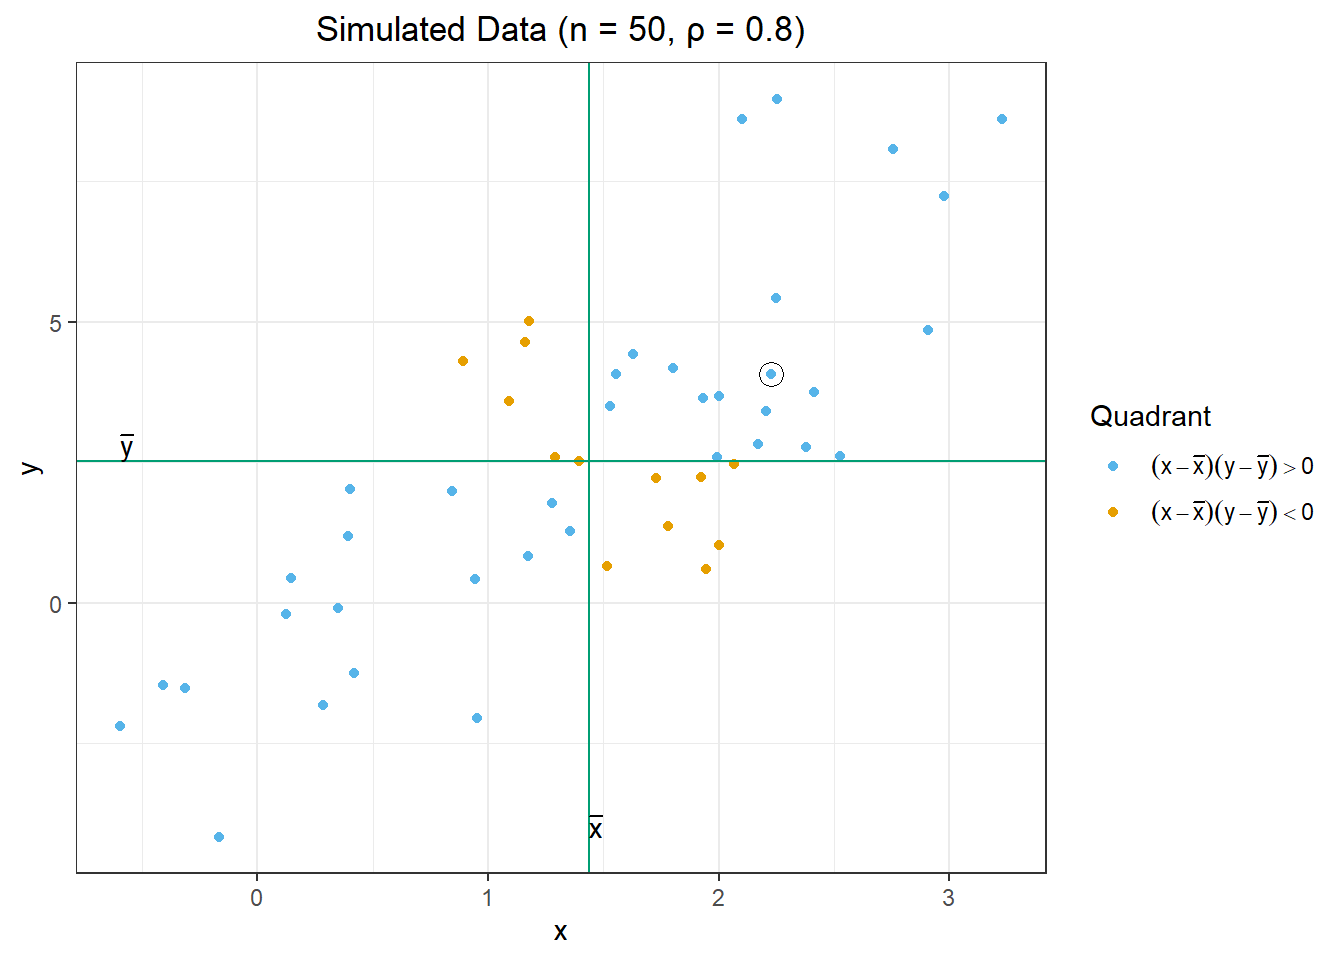 Simulated Data (n = 50, ρ = 0.8)
y
5
0
y̅
x̅
0
1
2
3
x
Quadrant
(x − x̅)(y − y̅) > 0
(x − x̅)(y − y̅) < 0